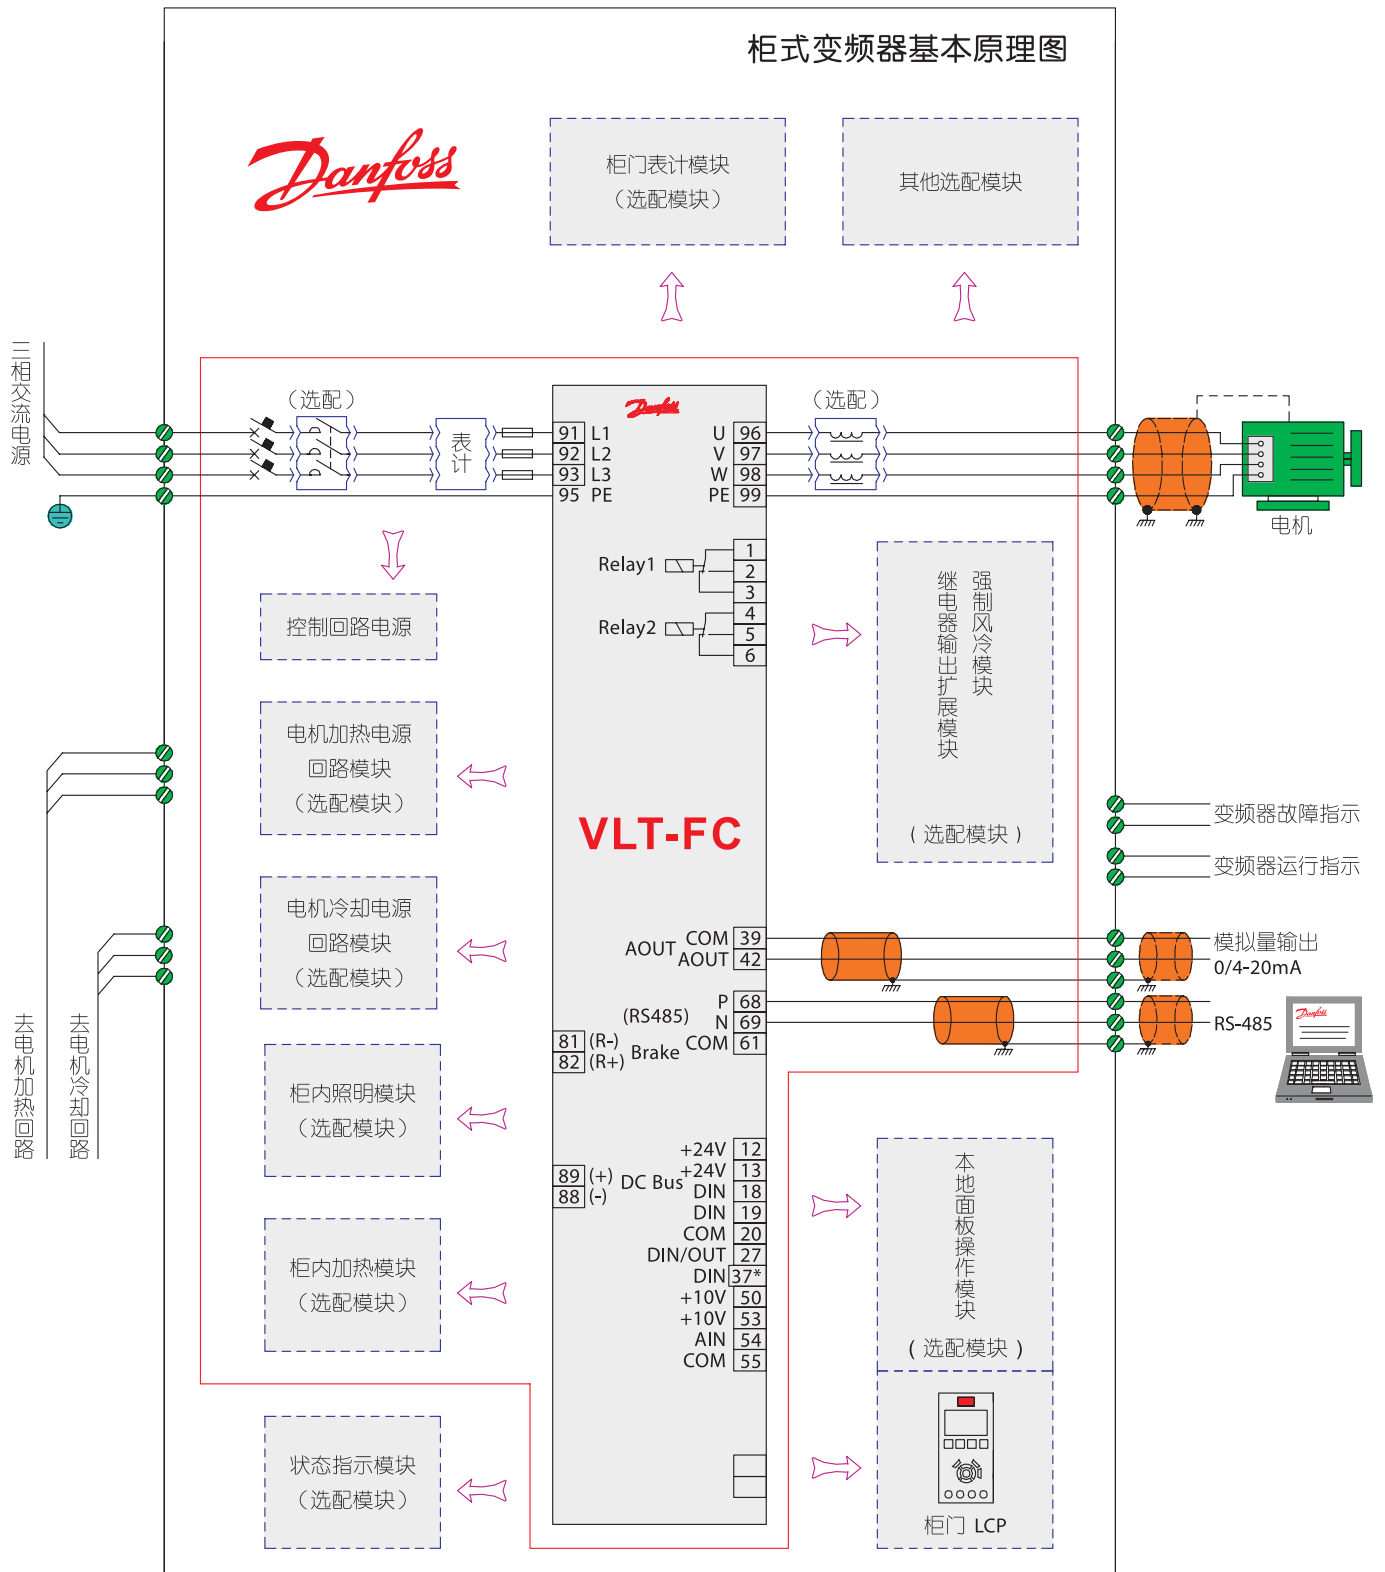 柜式变频器基本原理图
Danfoss
柜门表计模块
（选配模块）
其他选配模块
三相交流电源
（选配）
表计
Danfoss
91 L1
92 L2
93 L3
95 PE
U 96
V 97
W 98
PE 99
（选配）
电机
Relay1
1
2
3
Relay2
4
5
6
控制回路电源
电机加热电源
回路模块
（选配模块）
电机冷却电源
回路模块
（选配模块）
柜内照明模块
（选配模块）
柜内加热模块
（选配模块）
状态指示模块
（选配模块）
去电机加热回路
去电机冷却回路
VLT-FC
强制风冷模块
继电器输出扩展模块
(选配模块)
变频器故障指示
变频器运行指示
AOUT
COM 39
AOUT 42
模拟量输出
0/4-20mA
(RS485)
P 68
N 69
COM 61
RS-485
Danfoss
81 (R-)
82 (R+)
Brake
89 (+)
88 (-)
DC Bus
+24V 12
+24V 13
DIN 18
DIN 19
COM 20
DIN/OUT 27
DIN 37*
+10V 50
+10V 53
AIN 54
COM 55
本地面板操作模块
(选配模块)
柜门 LCP